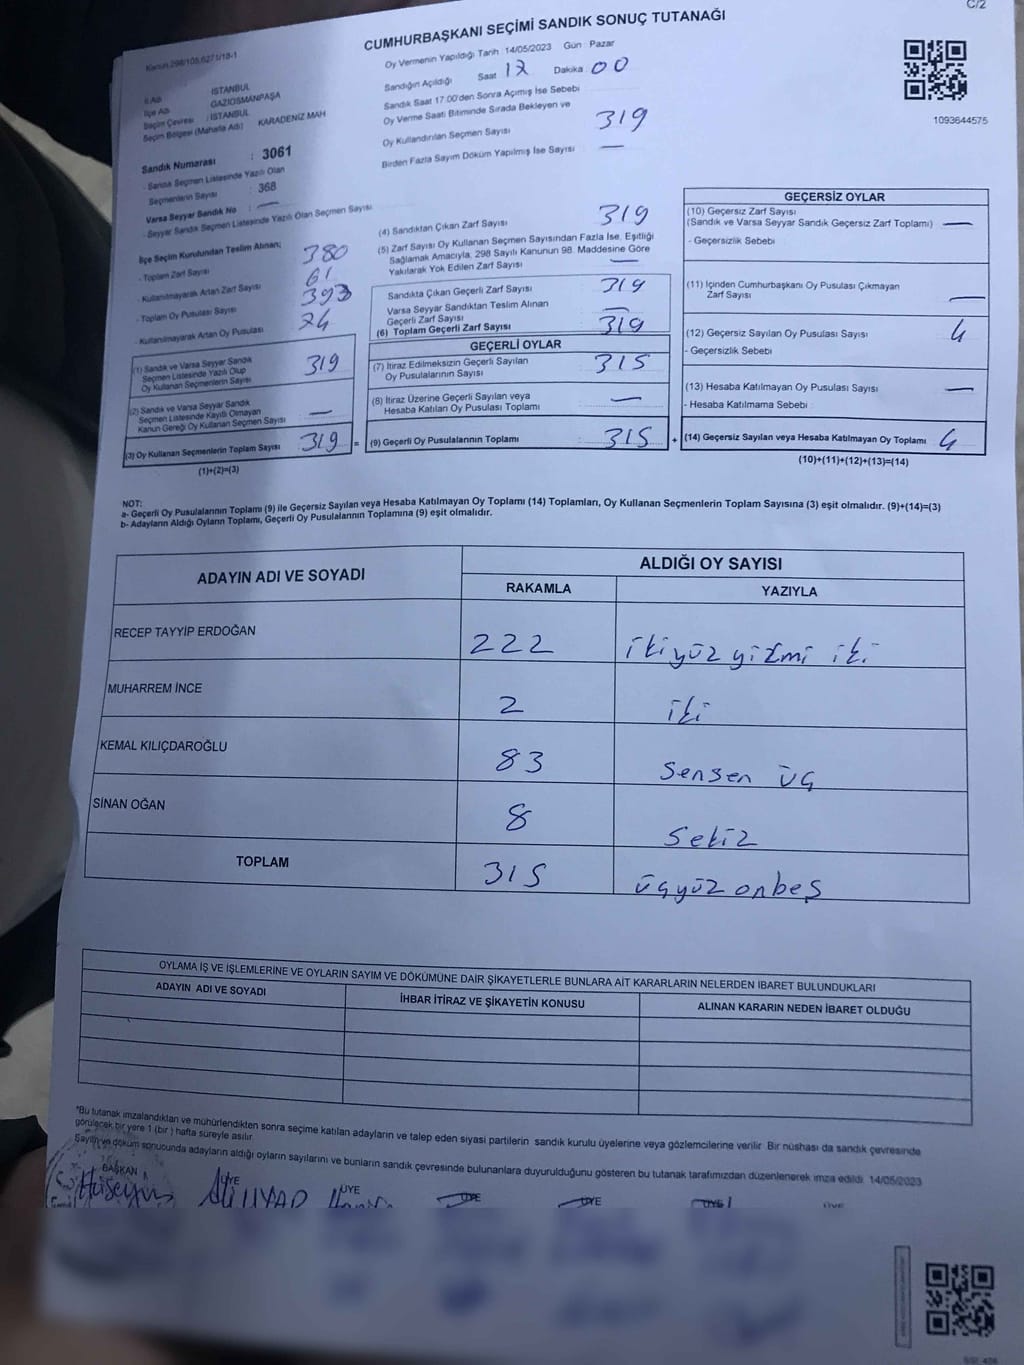 C/2
CUMHURBAŞKANI SEÇİMİ SANDIK SONUÇ TUTANAĞI
Kanun 298/105,6271/18-1
Oy Vermenin Yapıldığı Tarih 14/05/2023 Gün Pazar
Sandığın Açıldığı Saat 17 Dakika 00
Sandık Saat 17:00'den Sonra Açımış İse Sebebi
Oy Verme Saati Bitiminde Sırada Bekleyen ve
Oy Kullandırılan Seçmen Sayısı 319
Birden Fazla Sayım Döküm Yapılmış İse Sayısı —
1093644575
İl Adı : İSTANBUL
İlçe Adı GAZİOSMANPAŞA
Seçim Çevresi : İSTANBUL
Seçim Bölgesi (Mahalle Adı) KARADENİZ MAH
Sandık Numarası : 3061
- Sandık Seçmen Listesinde Yazılı Olan
Seçmenlerin Sayısı : 368
Varsa Seyyar Sandık No : —
- Seyyar Sandık Seçmen Listesinde Yazılı Olan Seçmen Sayısı
İlçe Seçim Kurulundan Teslim Alınan;
- Toplam Zarf Sayısı 380
- Kullanılmayarak Artan Zarf Sayısı 61
- Toplam Oy Pusulası Sayısı 393
- Kullanılmayarak Artan Oy Pusulası 74
(1) Sandık ve Varsa Seyyar Sandık
Seçmen Listesinde Yazılı Olup
Oy Kullanan Seçmenlerin Sayısı 319
(2) Sandık ve Varsa Seyyar Sandık
Seçmen Listesinde Kayıtlı Olmayan
Kanun Gereği Oy Kullanan Seçmen Sayısı —
(3) Oy Kullanan Seçmenlerin Toplam Sayısı 319 =
(1)+(2)=(3)
(4) Sandıktan Çıkan Zarf Sayısı 319
(5) Zarf Sayısı Oy Kullanan Seçmen Sayısından Fazla İse, Eşitliği
Sağlamak Amacıyla, 298 Sayılı Kanunun 98. Maddesine Göre
Yakılarak Yok Edilen Zarf Sayısı —
Sandıkta Çıkan Geçerli Zarf Sayısı 319
Varsa Seyyar Sandıktan Teslim Alınan
Geçerli Zarf Sayısı —
(6) Toplam Geçerli Zarf Sayısı 319
GEÇERLİ OYLAR
(7) İtiraz Edilmeksizin Geçerli Sayılan
Oy Pusulalarının Sayısı 315
(8) İtiraz Üzerine Geçerli Sayılan veya
Hesaba Katılan Oy Pusulası Toplamı —
(9) Geçerli Oy Pusulalarının Toplamı 315 +
GEÇERSİZ OYLAR
(10) Geçersiz Zarf Sayısı
(Sandık ve Varsa Seyyar Sandık Geçersiz Zarf Toplamı) —
- Geçersizlik Sebebi
(11) İçinden Cumhurbaşkanı Oy Pusulası Çıkmayan
Zarf Sayısı —
(12) Geçersiz Sayılan Oy Pusulası Sayısı 4
- Geçersizlik Sebebi
(13) Hesaba Katılmayan Oy Pusulası Sayısı —
- Hesaba Katılmama Sebebi
(14) Geçersiz Sayılan veya Hesaba Katılmayan Oy Toplamı 4
(10)+(11)+(12)+(13)=(14)
NOT:
a- Geçerli Oy Pusulalarının Toplamı (9) ile Geçersiz Sayılan veya Hesaba Katılmayan Oy Toplamı (14) Toplamları, Oy Kullanan Seçmenlerin Toplam Sayısına (3) eşit olmalıdır. (9)+(14)=(3)
b- Adayların Aldığı Oyların Toplamı, Geçerli Oy Pusulalarının Toplamına (9) eşit olmalıdır.
ADAYIN ADI VE SOYADI ALDIĞI OY SAYISI
RAKAMLA YAZIYLA
RECEP TAYYİP ERDOĞAN 222 ikiyüz yirmi iki
MUHARREM İNCE 2 iki
KEMAL KILIÇDAROĞLU 83 Sensen üç
SİNAN OĞAN 8 Sekiz
TOPLAM 315 üçyüz onbeş
OYLAMA İŞ VE İŞLEMLERİNE VE OYLARIN SAYIM VE DÖKÜMÜNE DAİR ŞİKAYETLERLE BUNLARA AİT KARARLARIN NELERDEN İBARET BULUNDUKLARI
ADAYIN ADI VE SOYADI İHBAR İTİRAZ VE ŞİKAYETİN KONUSU ALINAN KARARIN NEDEN İBARET OLDUĞU
*Bu tutanak imzalandıktan ve mühürlendikten sonra seçime katılan adayların ve talep eden siyasi partilerin sandık kurulu üyelerine veya gözlemcilerine verilir. Bir nüshası da sandık çevresinde
görülecek bir yere 1 (bir) hafta süreyle asılır.
Sayım ve döküm sonucunda adayların aldığı oyların sayılarını ve bunların sandık çevresinde bulunanlara duyurulduğunu gösteren bu tutanak tarafımızdan düzenlenerek imza edildi. 14/05/2023
BAŞKAN ÜYE ÜYE ÜYE ÜYE ÜYE ÜYE
Hüseyin